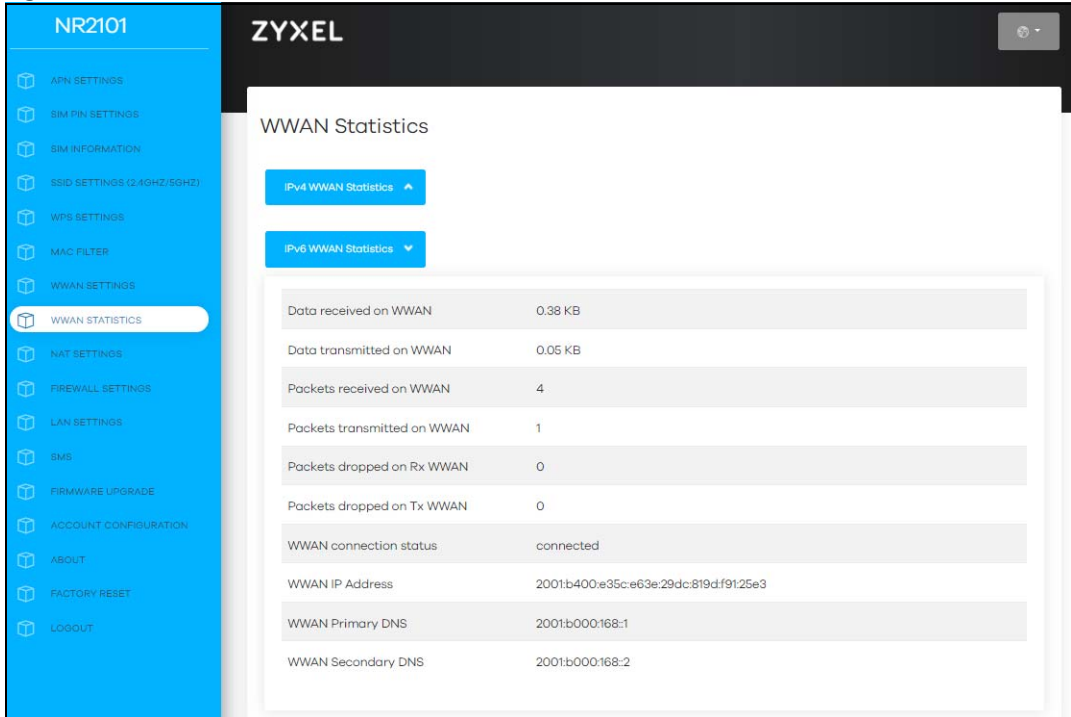 NR2101
ZYXEL
APN SETTINGS
SIM PIN SETTINGS
SIM INFORMATION
SSID SETTINGS (2.4GHZ/5GHZ)
WPS SETTINGS
MAC FILTER
WWAN SETTINGS
WWAN STATISTICS
NAT SETTINGS
FIREWALL SETTINGS
LAN SETTINGS
SMS
FIRMWARE UPGRADE
ACCOUNT CONFIGURATION
ABOUT
FACTORY RESET
LOGOUT
WWAN Statistics
IPv4 WWAN Statistics
IPv6 WWAN Statistics
Data received on WWAN 0.38 KB
Data transmitted on WWAN 0.05 KB
Packets received on WWAN 4
Packets transmitted on WWAN 1
Packets dropped on Rx WWAN 0
Packets dropped on Tx WWAN 0
WWAN connection status connected
WWAN IP Address 2001:b400:e35c:e63e:29dc:819d:f91:25e3
WWAN Primary DNS 2001:b000:168::1
WWAN Secondary DNS 2001:b000:168::2